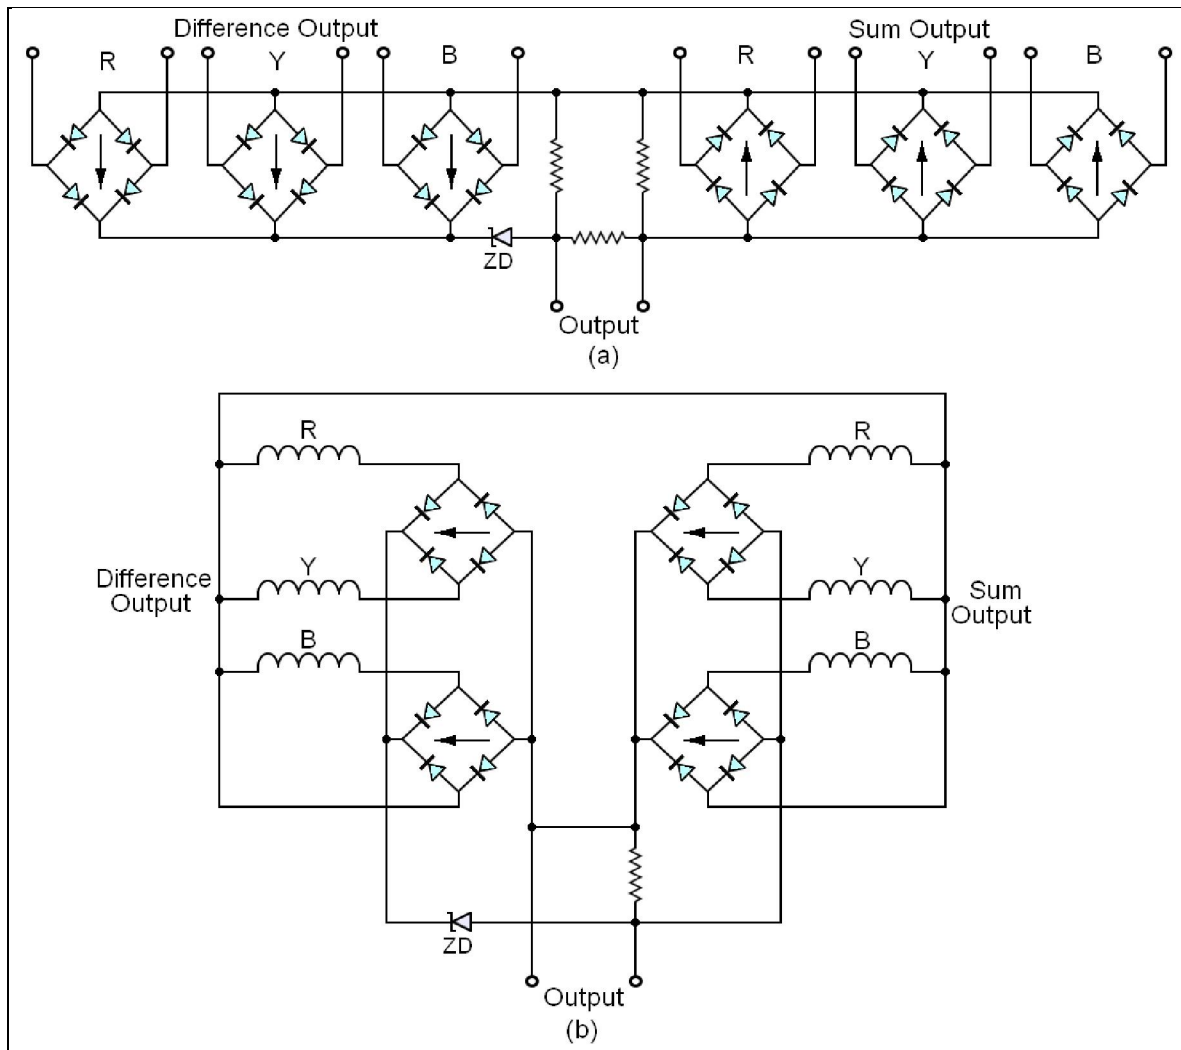 Difference Output
Sum Output
R Y B R Y B
ZD
Output
(a)
R R
Difference Output
Y Y
Sum Output
B B
ZD
Output
(b)